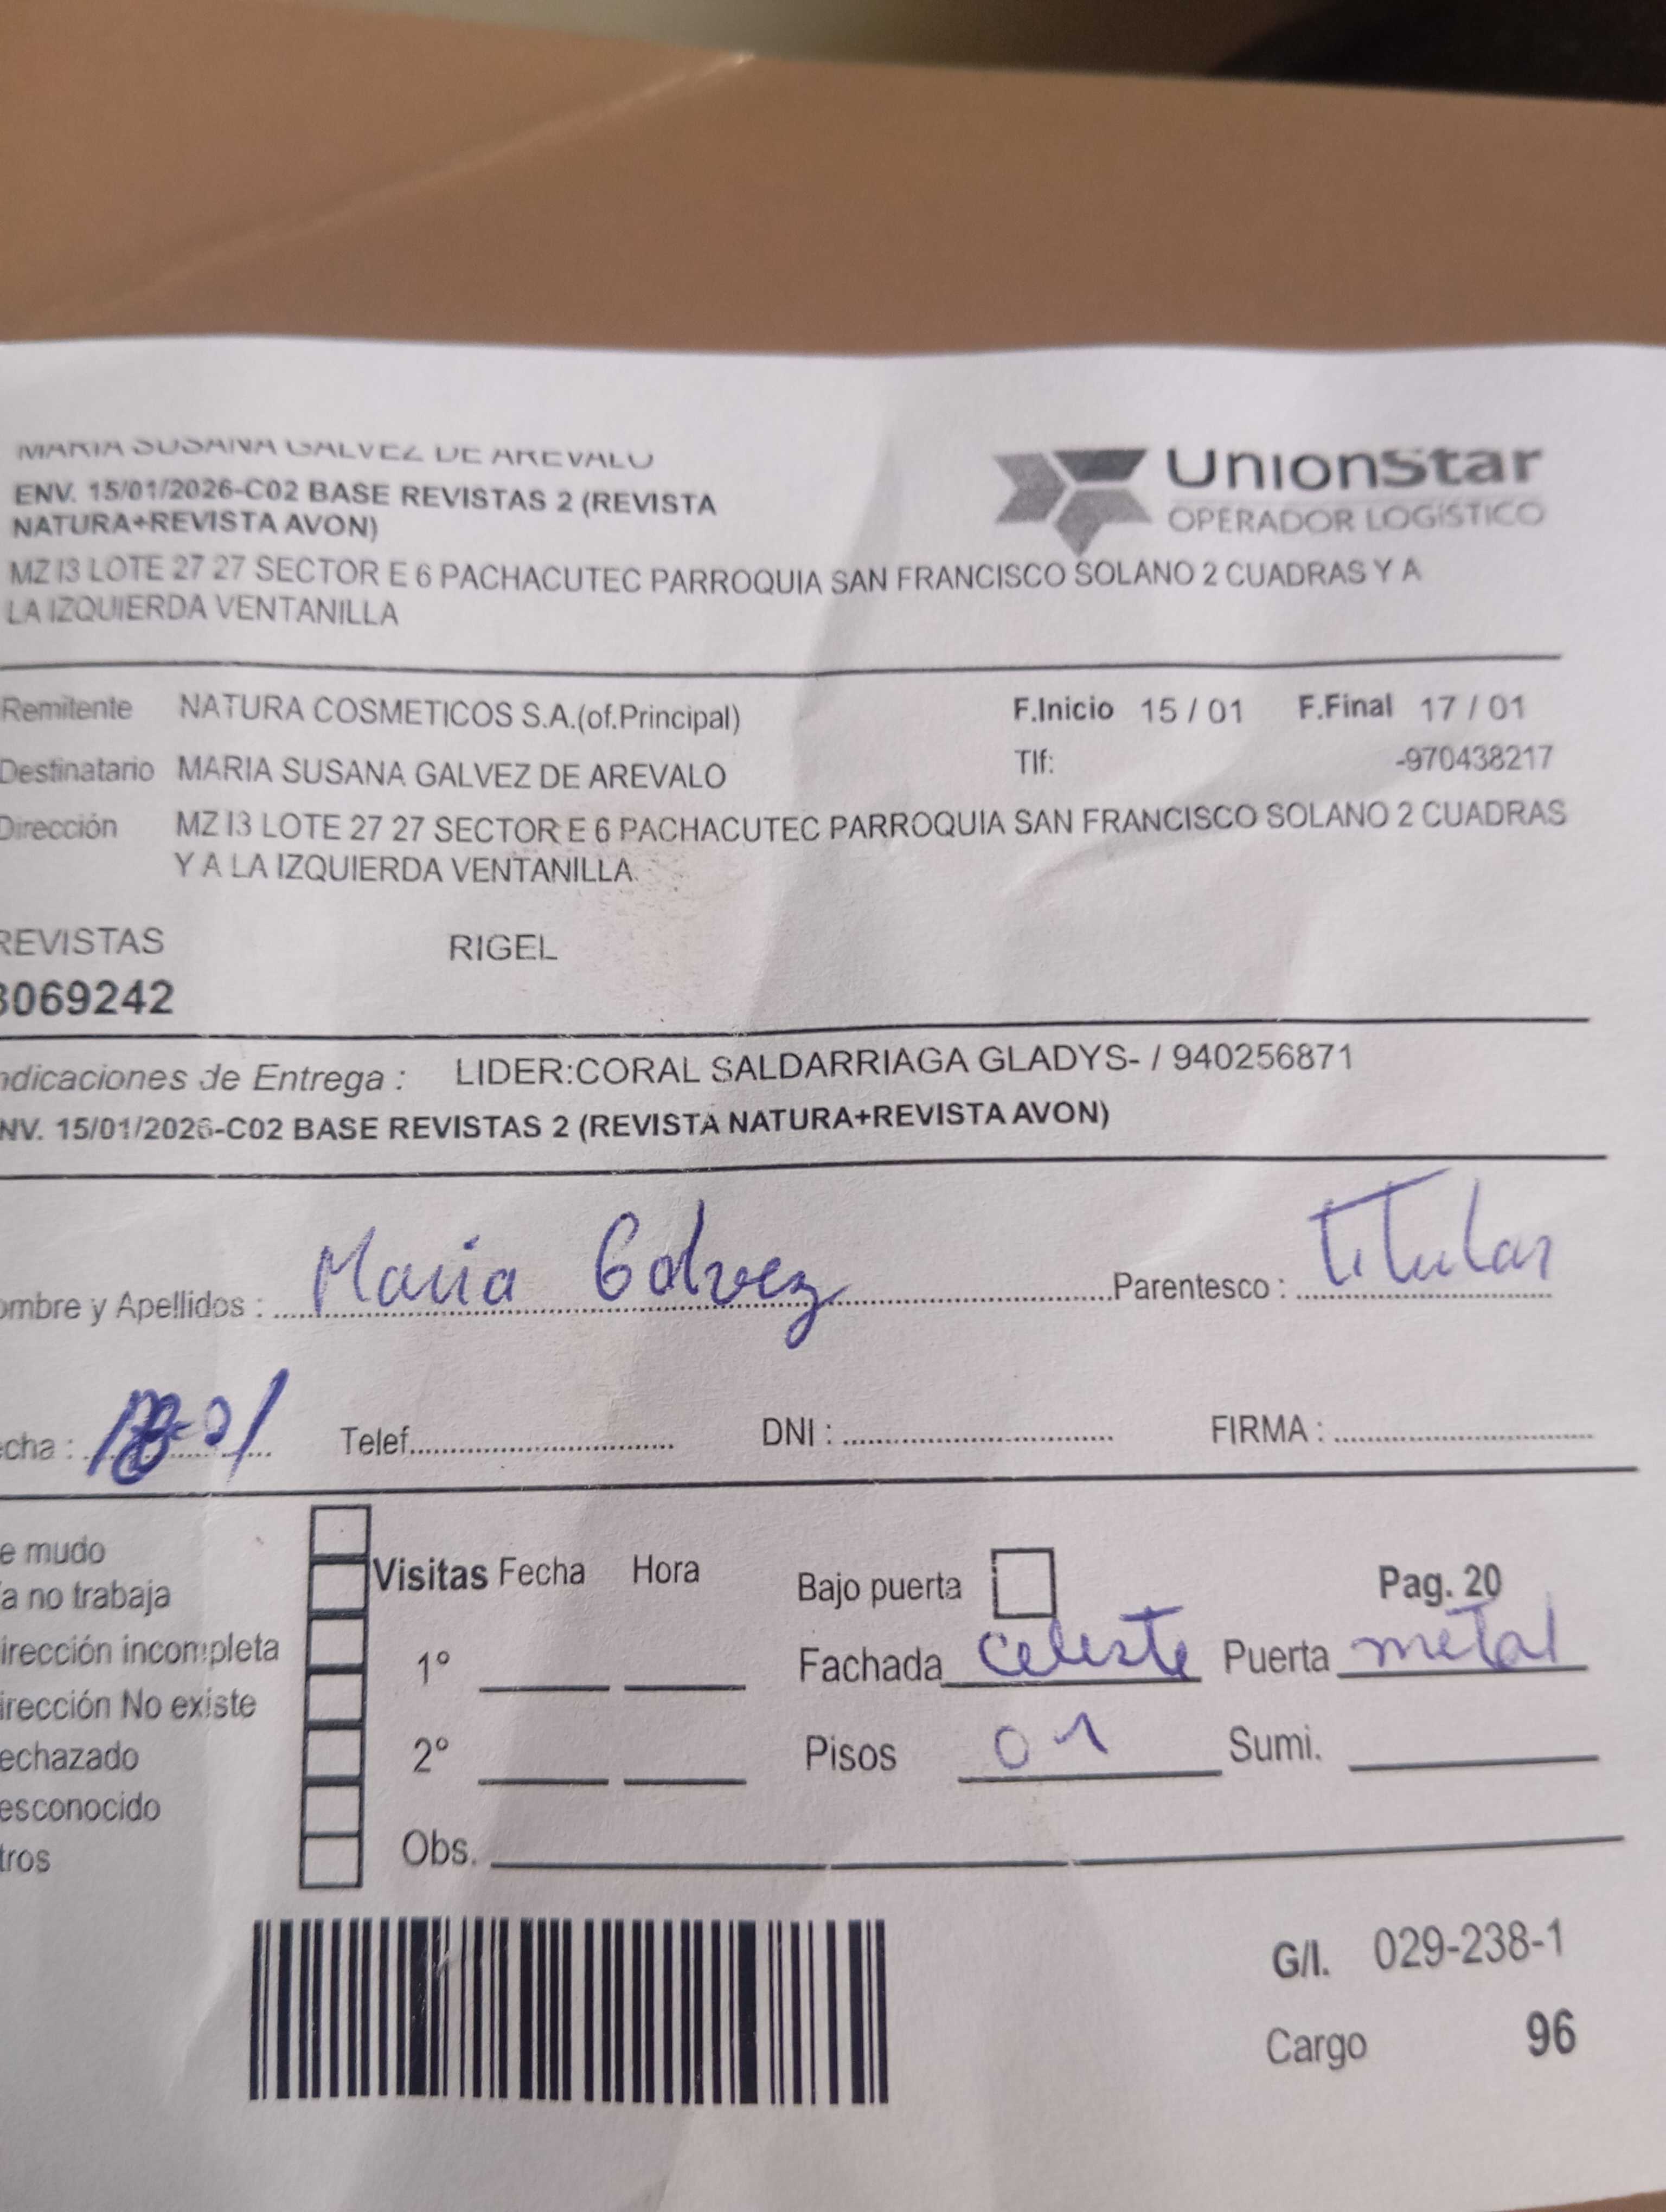 MARIA SUSANA GALVEZ DE AREVALO
UnionStar
OPERADOR LOGÍSTICO
ENV. 15/01/2026-C02 BASE REVISTAS 2 (REVISTA
NATURA+REVISTA AVON)
MZ I3 LOTE 27 27 SECTOR E 6 PACHACUTEC PARROQUIA SAN FRANCISCO SOLANO 2 CUADRAS Y A
LA IZQUIERDA VENTANILLA
Remitente NATURA COSMETICOS S.A.(of.Principal) F.Inicio 15 / 01 F.Final 17 / 01
Destinatario MARIA SUSANA GALVEZ DE AREVALO Tlf: -970438217
Dirección MZ I3 LOTE 27 27 SECTOR E 6 PACHACUTEC PARROQUIA SAN FRANCISCO SOLANO 2 CUADRAS
Y A LA IZQUIERDA VENTANILLA
REVISTAS RIGEL
3069242
ndicaciones de Entrega : LIDER:CORAL SALDARRIAGA GLADYS- / 940256871
NV. 15/01/2026-C02 BASE REVISTAS 2 (REVISTA NATURA+REVISTA AVON)
ombre y Apellidos : Maria Galvez Parentesco : titular
echa : Telef. DNI : FIRMA :
e mudo
a no trabaja
irección incompleta
irección No existe
echazado
esconocido
tros
Visitas Fecha Hora
1º
2º
Obs.
Bajo puerta Pag. 20
Fachada celeste Puerta metal
Pisos 01 Sumi.
G/I. 029-238-1
Cargo 96